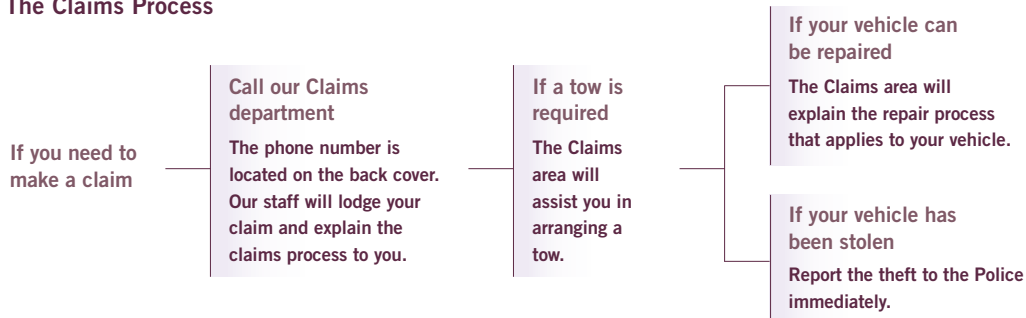 The Claims Process
If you need to
make a claim
Call our Claims
department
The phone number is
located on the back cover.
Our staff will lodge your
claim and explain the
claims process to you.
If a tow is
required
The Claims
area will
assist you in
arranging a
tow.
If your vehicle can
be repaired
The Claims area will
explain the repair process
that applies to your vehicle.
If your vehicle has
been stolen
Report the theft to the Police
immediately.